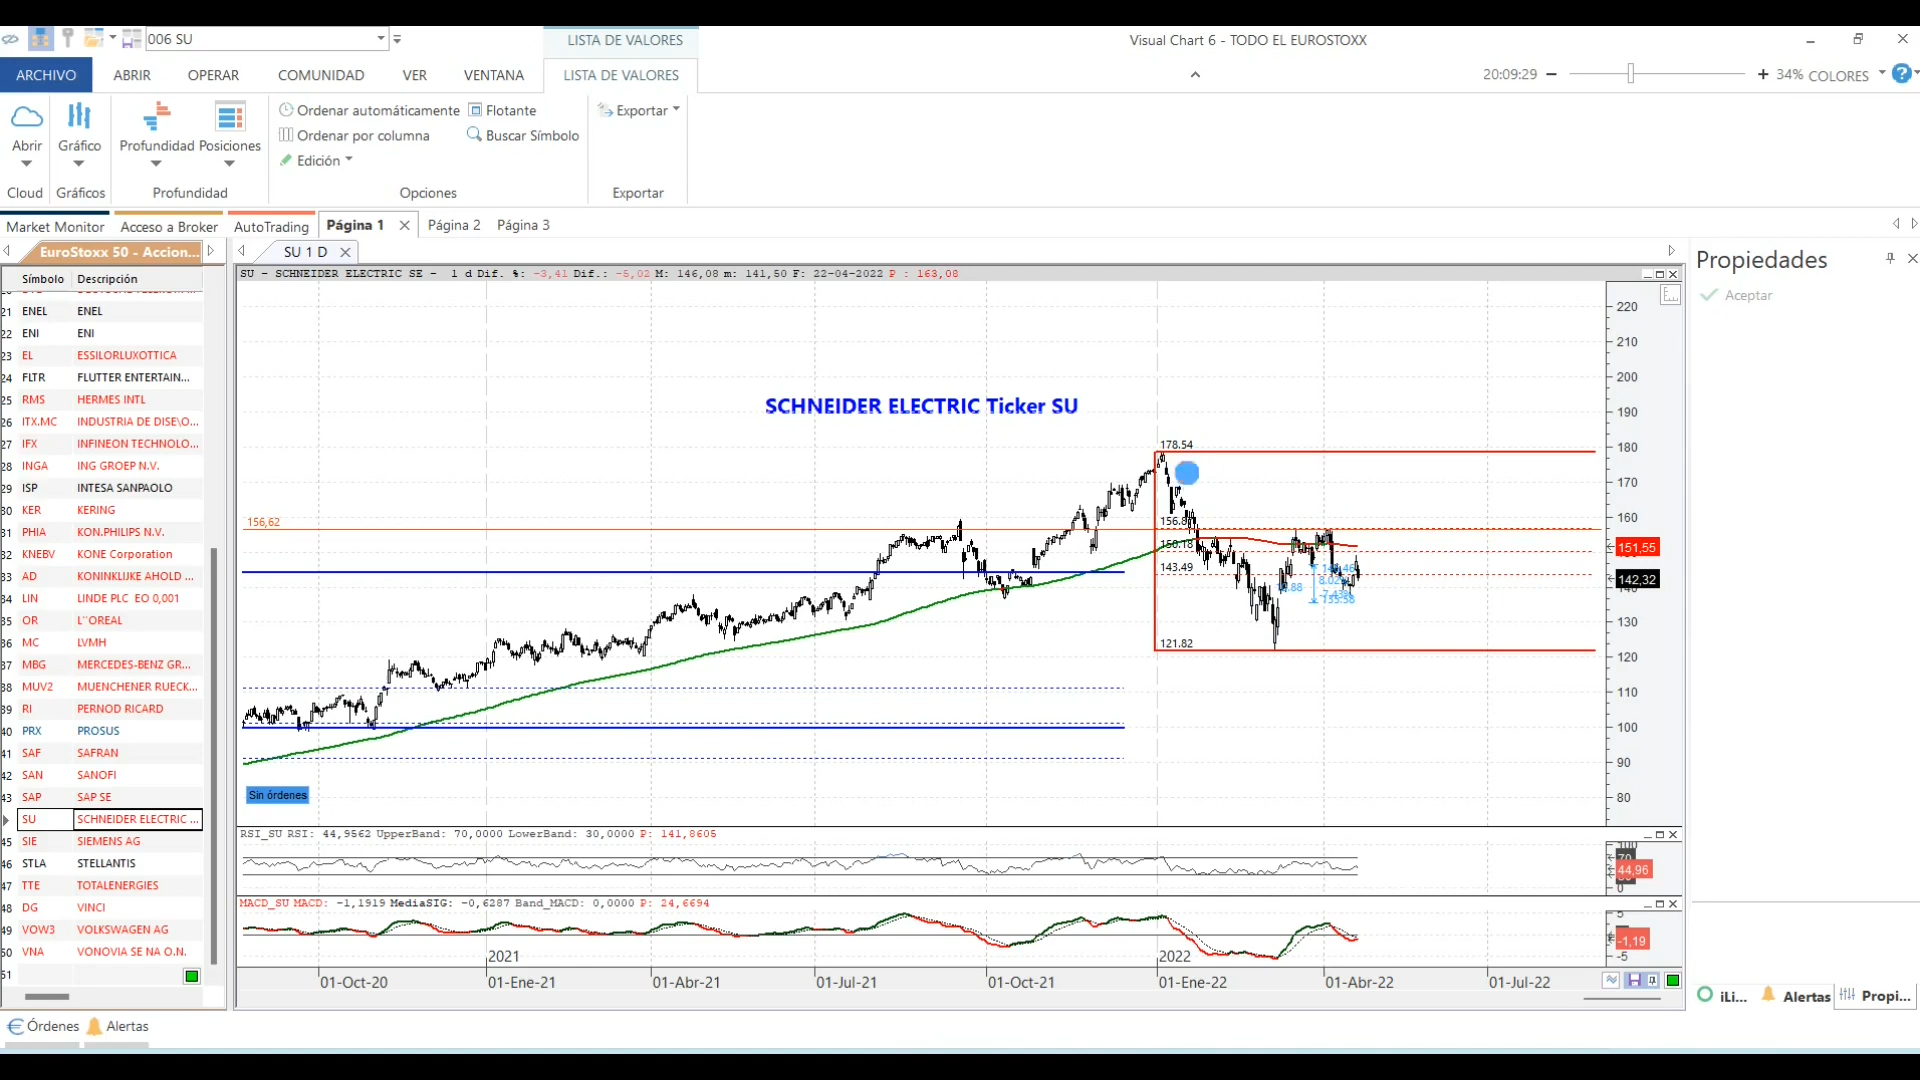 006 SU
LISTA DE VALORES
Visual Chart 6 - TODO EL EUROSTOXX
ARCHIVO ABRIR OPERAR COMUNIDAD VER VENTANA LISTA DE VALORES
20:09:29
34% COLORES
Abrir
Gráfico
Profundidad Posiciones
Ordenar automáticamente
Ordenar por columna
Edición
Flotante
Buscar Símbolo
Exportar
Cloud Gráficos Profundidad Opciones Exportar
Market Monitor Acceso a Broker AutoTrading Página 1 Página 2 Página 3
EuroStoxx 50 - Accion...
Símbolo Descripción
21 ENEL ENEL
22 ENI ENI
23 EL ESSILORLUXOTTICA
24 FLTR FLUTTER ENTERTAIN...
25 RMS HERMES INTL
26 ITX.MC INDUSTRIA DE DISE\O...
27 IFX INFINEON TECHNOLO...
28 INGA ING GROEP N.V.
29 ISP INTESA SANPAOLO
30 KER KERING
31 PHIA KON.PHILIPS N.V.
32 KNEBV KONE Corporation
33 AD KONINKLIJKE AHOLD ...
34 LIN LINDE PLC EO 0,001
35 OR L¨OREAL
36 MC LVMH
37 MBG MERCEDES-BENZ GR...
38 MUV2 MUENCHENER RUECK...
39 RI PERNOD RICARD
40 PRX PROSUS
41 SAF SAFRAN
42 SAN SANOFI
43 SAP SAP SE
SU SCHNEIDER ELECTRIC ...
45 SIE SIEMENS AG
46 STLA STELLANTIS
47 TTE TOTALENERGIES
48 DG VINCI
49 VOW3 VOLKSWAGEN AG
50 VNA VONOVIA SE NA O.N.
51
SU 1 D
SU - SCHNEIDER ELECTRIC SE - 1 d Dif. %: -3,41 Dif.: -5,02 M: 146,08 m: 141,50 F: 22-04-2022 P : 163,08
SCHNEIDER ELECTRIC Ticker SU
178.54
156,62
143.49
121.82
220
210
200
190
180
170
160
151,55
142,32
130
120
110
100
90
80
Sin órdenes
RSI_SU RSI: 44,9562 UpperBand: 70,0000 LowerBand: 30,0000 P: 141,8605
100
70
44,96
0
MACD_SU MACD: -1,1919 MediaSIG: -0,6287 Band_MACD: 0,0000 P: 24,6694
5
-1,19
-5
2021
2022
01-Oct-20 01-Ene-21 01-Abr-21 01-Jul-21 01-Oct-21 01-Ene-22 01-Abr-22 01-Jul-22
Propiedades
Aceptar
iLi... Alertas Propi...
Órdenes Alertas